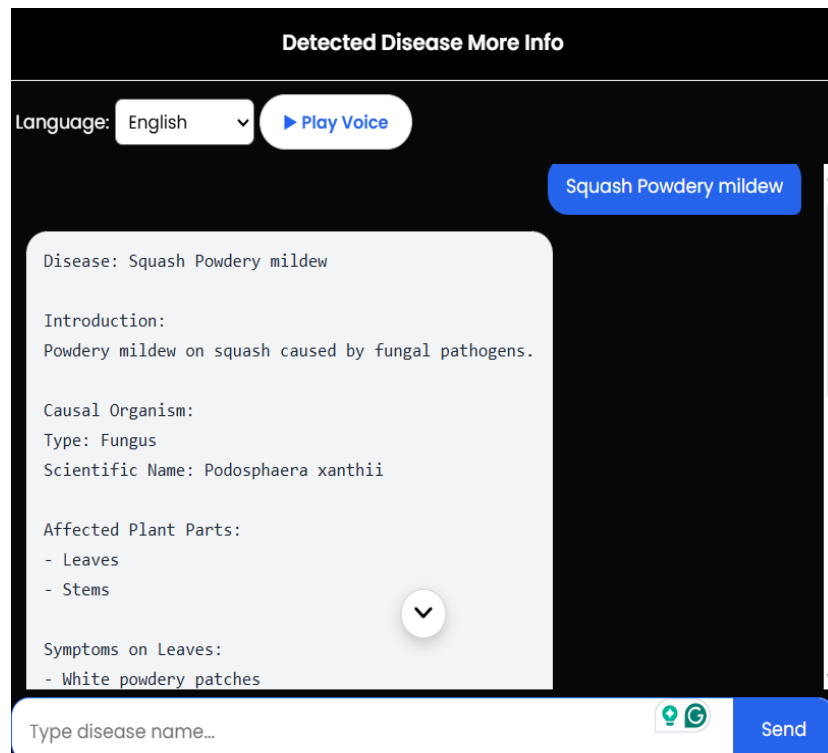 Detected Disease More Info
Language: English ▶ Play Voice
Squash Powdery mildew
Disease: Squash Powdery mildew
Introduction:
Powdery mildew on squash caused by fungal pathogens.
Causal Organism:
Type: Fungus
Scientific Name: Podosphaera xanthii
Affected Plant Parts:
- Leaves
- Stems
Symptoms on Leaves:
- White powdery patches
Type disease name...
Send